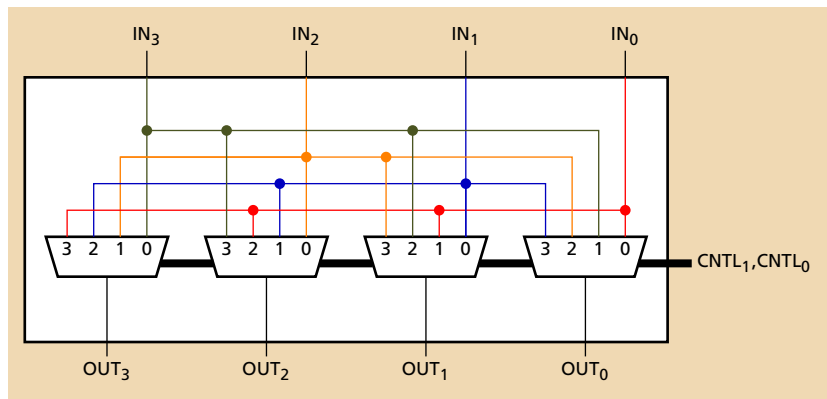 IN3 IN2 IN1 IN0
3 2 1 0 3 2 1 0 3 2 1 0 3 2 1 0
CNTL1,CNTL0
OUT3 OUT2 OUT1 OUT0